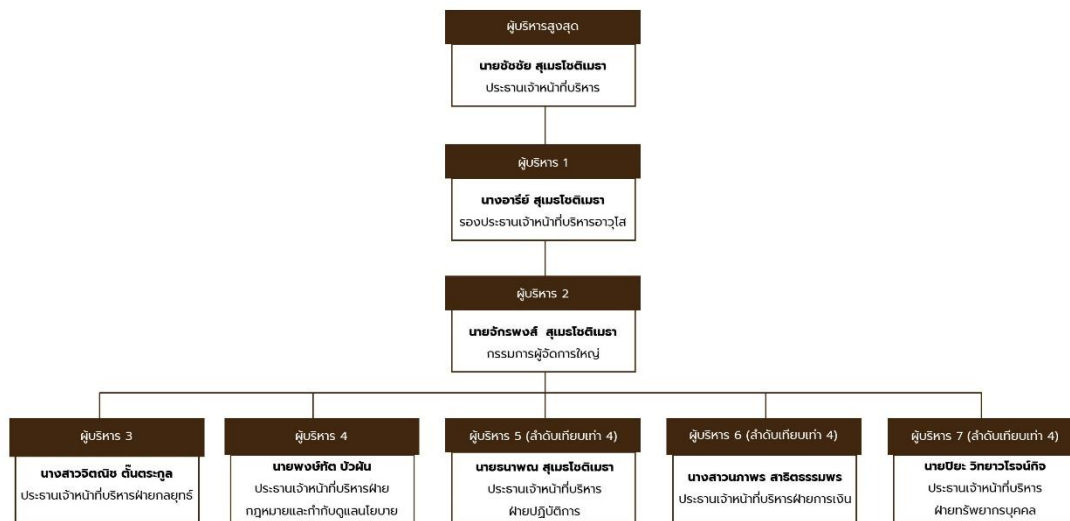 ผู้บริหารสูงสุด
นายชัชชัย สุเมธโชติเมธา
ประธานเจ้าหน้าที่บริหาร
ผู้บริหาร 1
นางอารีย์ สุเมธโชติเมธา
รองประธานเจ้าหน้าที่บริหารอาวุโส
ผู้บริหาร 2
นายจักรพงส์ สุเมธโชติเมธา
กรรมการผู้จัดการใหญ่
ผู้บริหาร 3
นางสาวจิตณิช ตั๊นตระกูล
ประธานเจ้าหน้าที่บริหารฝ่ายกลยุทธ์
ผู้บริหาร 4
นายพงษ์ทัต บัวผัน
ประธานเจ้าหน้าที่บริหารฝ่าย
กฎหมายและกำกับดูแลนโยบาย
ผู้บริหาร 5 (ลำดับเทียบเท่า 4)
นายธนาพณ สุเมธโชติเมธา
ประธานเจ้าหน้าที่บริหาร
ฝ่ายปฏิบัติการ
ผู้บริหาร 6 (ลำดับเทียบเท่า 4)
นางสาวนภาพร สาธิตธรรมพร
ประธานเจ้าหน้าที่บริหารฝ่ายการเงิน
ผู้บริหาร 7 (ลำดับเทียบเท่า 4)
นายปิยะ วิทยาวโรจน์กิจ
ประธานเจ้าหน้าที่บริหาร
ฝ่ายทรัพยากรบุคคล